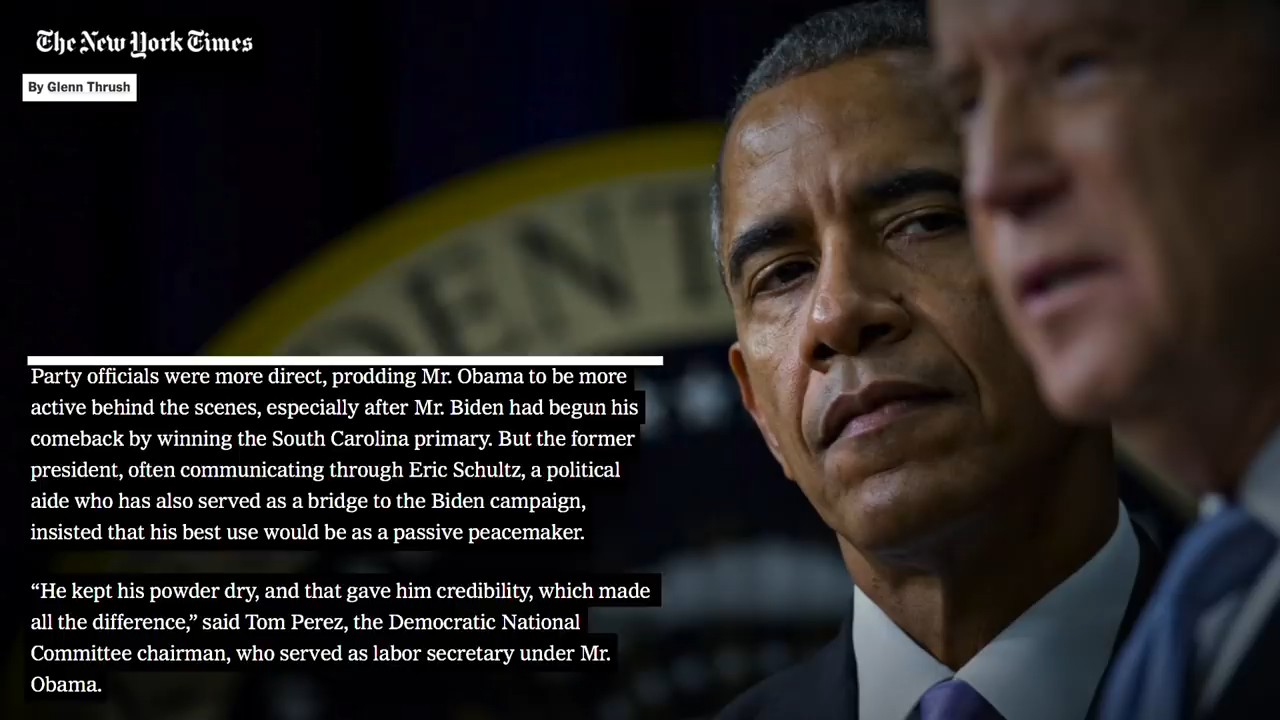 The New York Times
By Glenn Thrush
DENT
Party officials were more direct, prodding Mr. Obama to be more
active behind the scenes, especially after Mr. Biden had begun his
comeback by winning the South Carolina primary. But the former
president, often communicating through Eric Schultz, a political
aide who has also served as a bridge to the Biden campaign,
insisted that his best use would be as a passive peacemaker.
“He kept his powder dry, and that gave him credibility, which made
all the difference,” said Tom Perez, the Democratic National
Committee chairman, who served as labor secretary under Mr.
Obama.